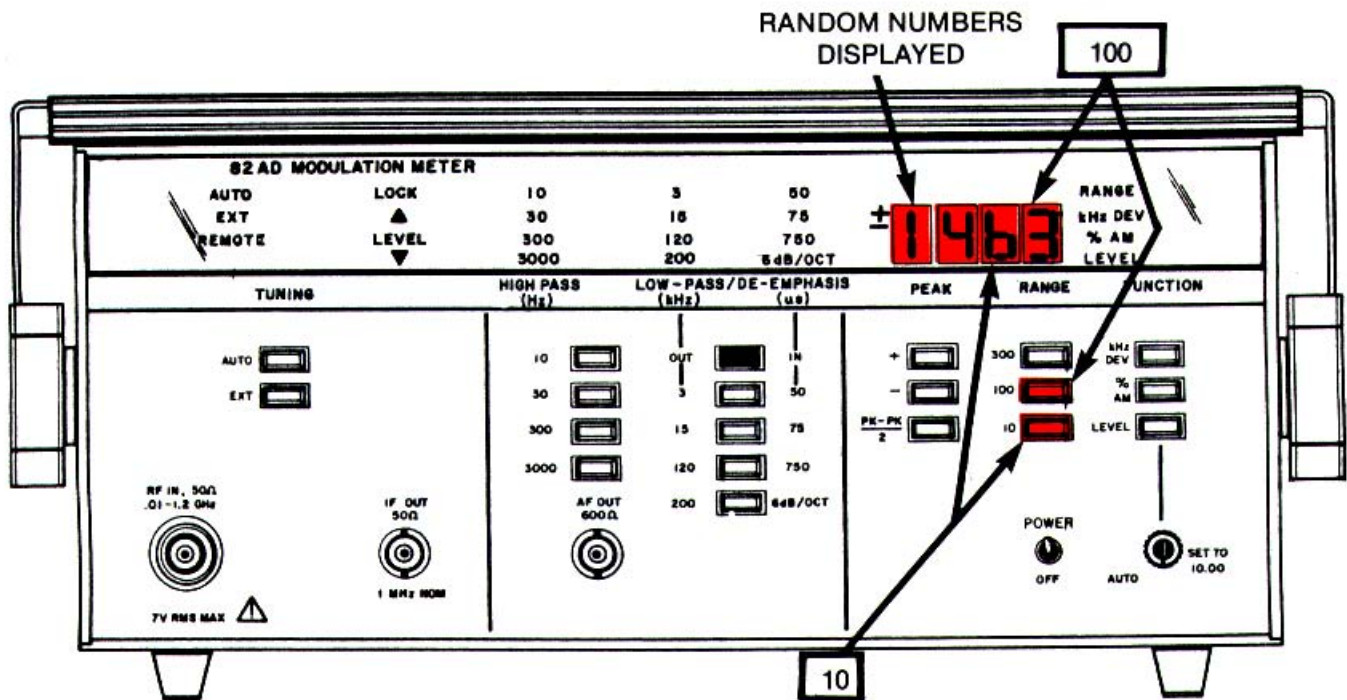 RANDOM NUMBERS
DISPLAYED
100
82AD MODULATION METER
AUTO LOCK 10 3 50 RANGE
EXT ▲ 30 15 75 ± 1463 kHz DEV
REMOTE LEVEL 300 120 750 % AM
▼ 3000 200 6dB/OCT LEVEL
TUNING HIGH PASS (Hz) LOW-PASS/DE-EMPHASIS (kHz) (us) PEAK RANGE FUNCTION
AUTO 10 OUT IN + 300 kHz DEV
EXT 30 3 50 - 100 % AM
300 15 75 PK-PK/2 10 LEVEL
3000 120 750
200 6dB/OCT
RF IN, 50Ω
.01-1.2 GHz
IF OUT
50Ω
AF OUT
600Ω
POWER
OFF
AUTO
SET TO
10.00
1 MHz NOM
7V RMS MAX
10